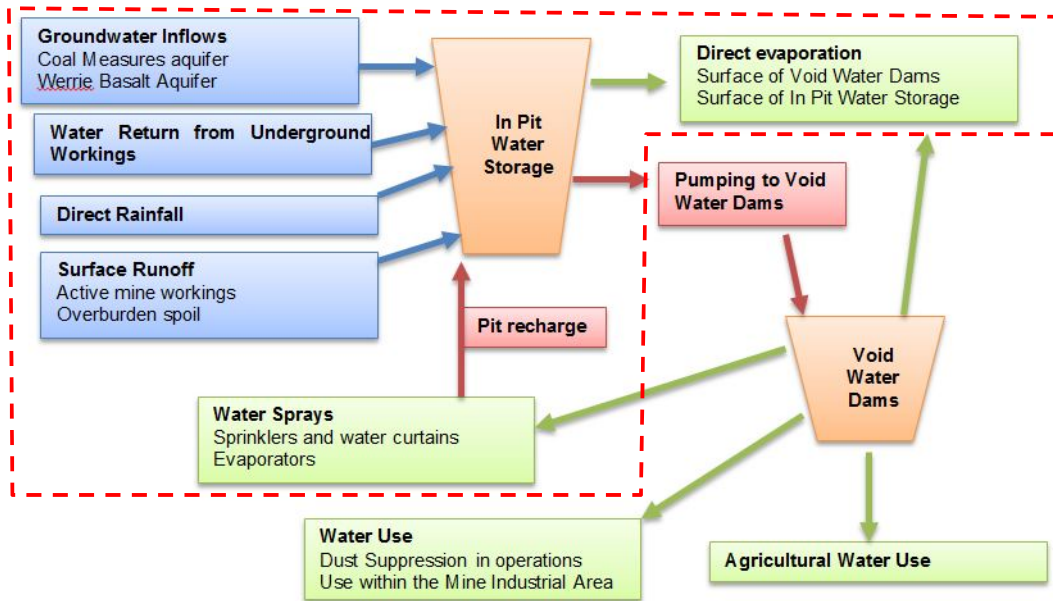 Groundwater Inflows
Coal Measures aquifer
Werrie Basalt Aquifer
Water Return from Underground
Workings
Direct Rainfall
Surface Runoff
Active mine workings
Overburden spoil
In Pit
Water
Storage
Direct evaporation
Surface of Void Water Dams
Surface of In Pit Water Storage
Pumping to Void
Water Dams
Pit recharge
Void
Water
Dams
Water Sprays
Sprinklers and water curtains
Evaporators
Water Use
Dust Suppression in operations
Use within the Mine Industrial Area
Agricultural Water Use